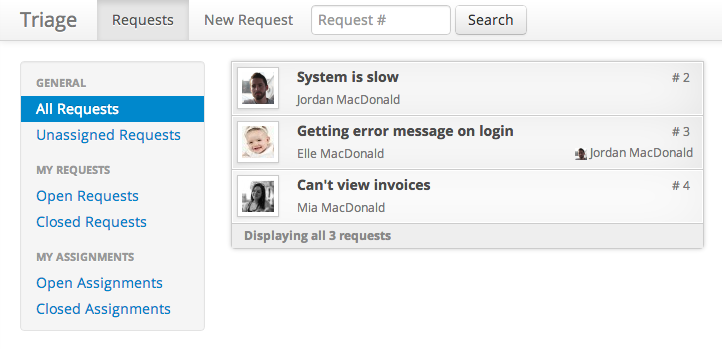 Triage Requests New Request Request # Search
GENERAL
All Requests
Unassigned Requests
MY REQUESTS
Open Requests
Closed Requests
MY ASSIGNMENTS
Open Assignments
Closed Assignments
System is slow # 2
Jordan MacDonald
Getting error message on login # 3
Elle MacDonald Jordan MacDonald
Can't view invoices # 4
Mia MacDonald
Displaying all 3 requests